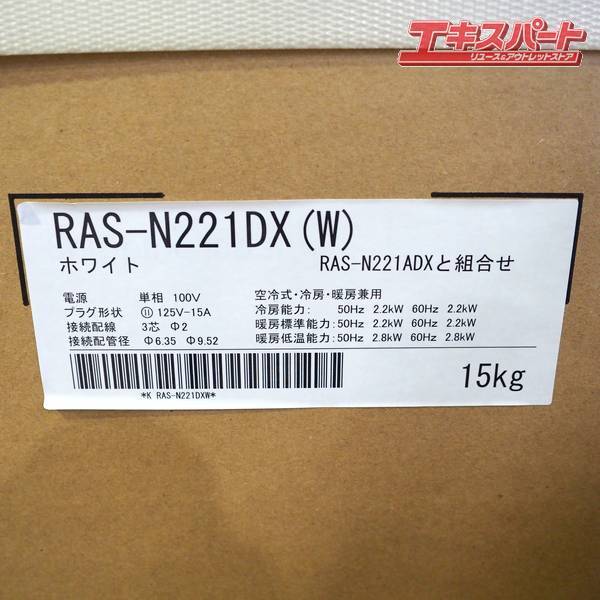 エキスパート
リユース&アウトレットストア
RAS-N221DX(W)
ホワイト RAS-N221ADXと組合せ
電源 単相 100V 空冷式・冷房・暖房兼用
プラグ形状 125V-15A 冷房能力: 50Hz 2.2kW 60Hz 2.2kW
接続配線 3芯 Φ2 暖房標準能力:50Hz 2.2kW 60Hz 2.2kW
接続配管径 Φ6.35 Φ9.52 暖房低温能力:50Hz 2.8kW 60Hz 2.8kW
*K RAS-N221DXW*
15kg